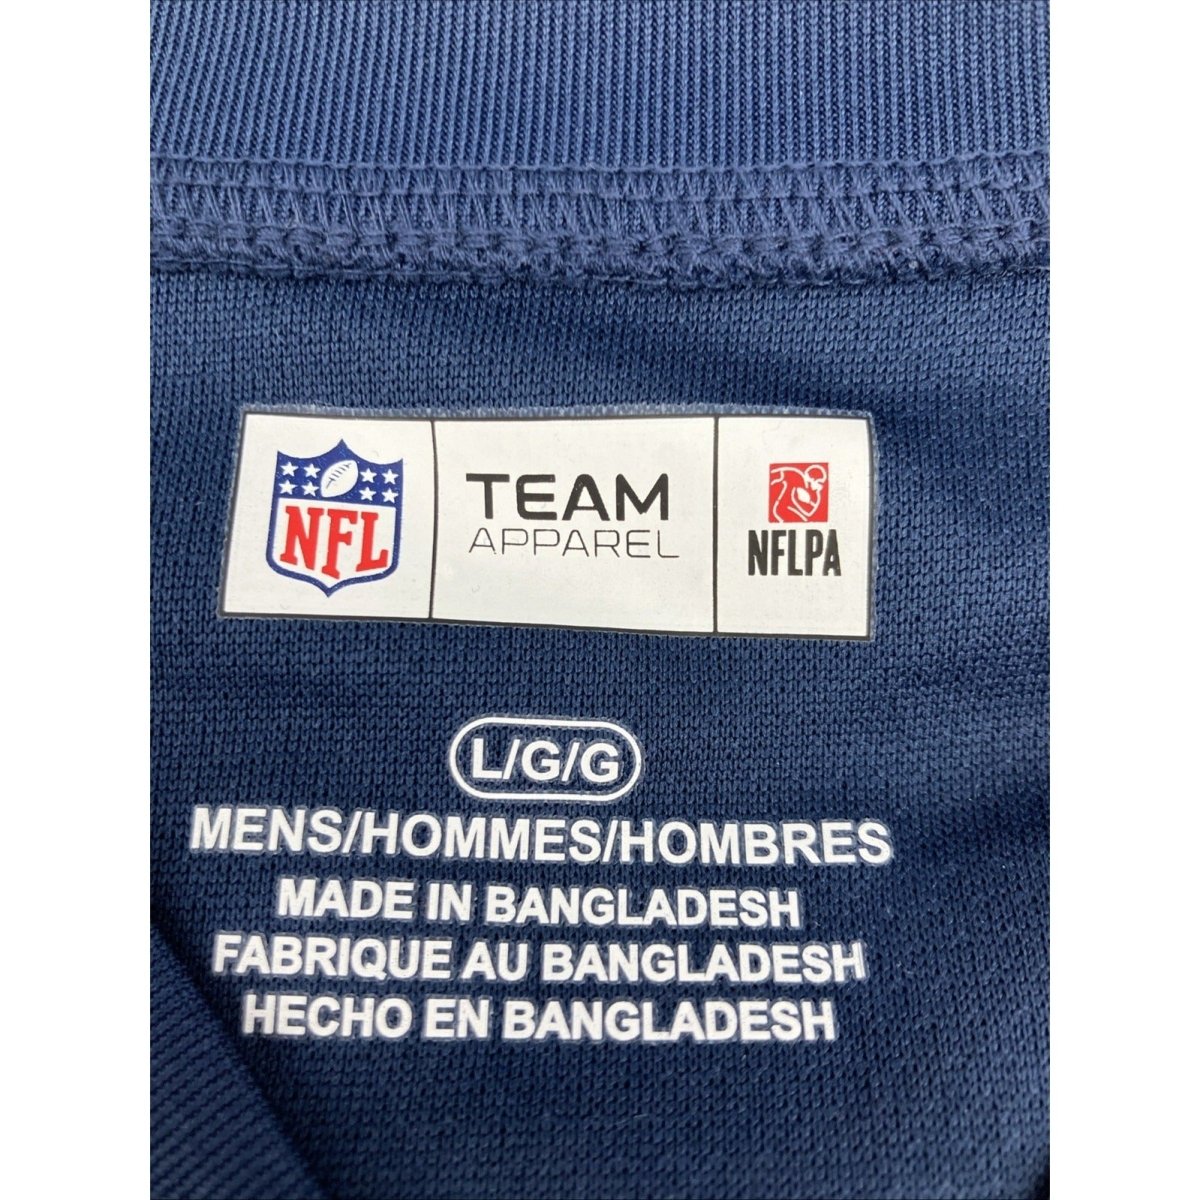 NFL
TEAM
APPAREL
NFLPA
L/G/G
MENS/HOMMES/HOMBRES
MADE IN BANGLADESH
FABRIQUE AU BANGLADESH
HECHO EN BANGLADESH